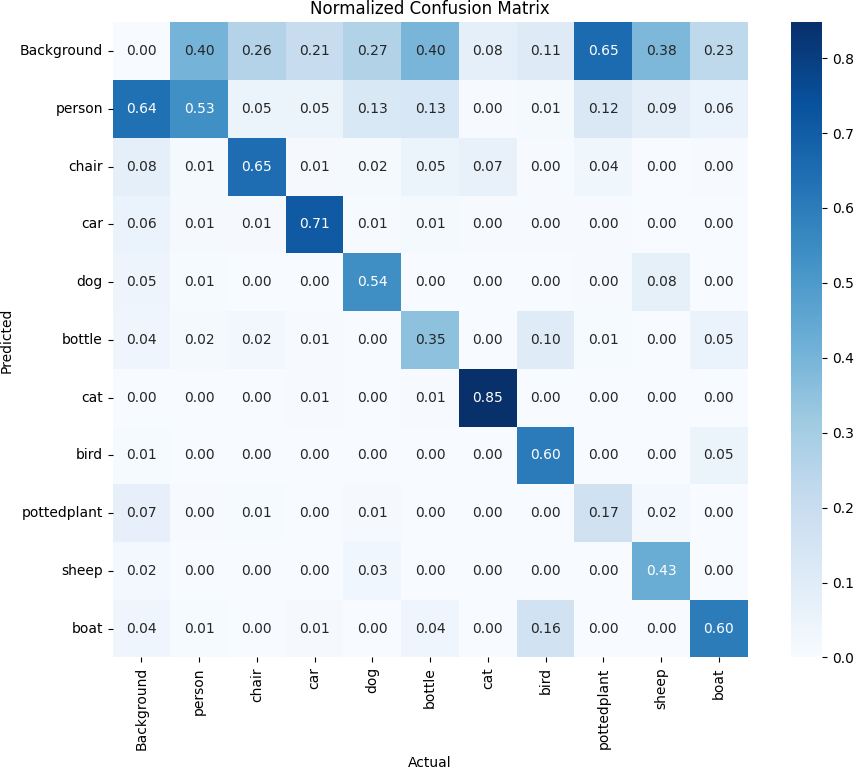 Normalized Confusion Matrix
Background 0.00 0.40 0.26 0.21 0.27 0.40 0.08 0.11 0.65 0.38 0.23
person 0.64 0.53 0.05 0.05 0.13 0.13 0.00 0.01 0.12 0.09 0.06
chair 0.08 0.01 0.65 0.01 0.02 0.05 0.07 0.00 0.04 0.00 0.00
car 0.06 0.01 0.01 0.71 0.01 0.01 0.00 0.00 0.00 0.00 0.00
dog 0.05 0.01 0.00 0.00 0.54 0.00 0.00 0.00 0.00 0.08 0.00
bottle 0.04 0.02 0.02 0.01 0.00 0.35 0.00 0.10 0.01 0.00 0.05
cat 0.00 0.00 0.00 0.01 0.00 0.01 0.85 0.00 0.00 0.00 0.00
bird 0.01 0.00 0.00 0.00 0.00 0.00 0.00 0.60 0.00 0.00 0.05
pottedplant 0.07 0.00 0.01 0.00 0.01 0.00 0.00 0.00 0.17 0.02 0.00
sheep 0.02 0.00 0.00 0.00 0.03 0.00 0.00 0.00 0.00 0.43 0.00
boat 0.04 0.01 0.00 0.01 0.00 0.04 0.00 0.16 0.00 0.00 0.60
Predicted
Background person chair car dog bottle cat bird pottedplant sheep boat
Actual
0.8
0.7
0.6
0.5
0.4
0.3
0.2
0.1
0.0